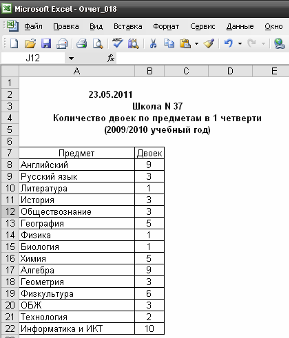 Microsoft Excel - Отчет_018
Файл Правка Вид Вставка Формат Сервис Данные Окно
J12
A B C D E
1
2 23.05.2011
3 Школа N 37
4 Количество двоек по предметам в 1 четверти
5 (2009/2010 учебный год)
6
7 Предмет Двоек
8 Английский 9
9 Русский язык 3
10 Литература 1
11 История 3
12 Обществознание 3
13 География 5
14 Физика 1
15 Биология 1
16 Химия 5
17 Алгебра 9
18 Геометрия 3
19 Физкультура 6
20 ОБЖ 3
21 Технология 2
22 Информатика и ИКТ 10